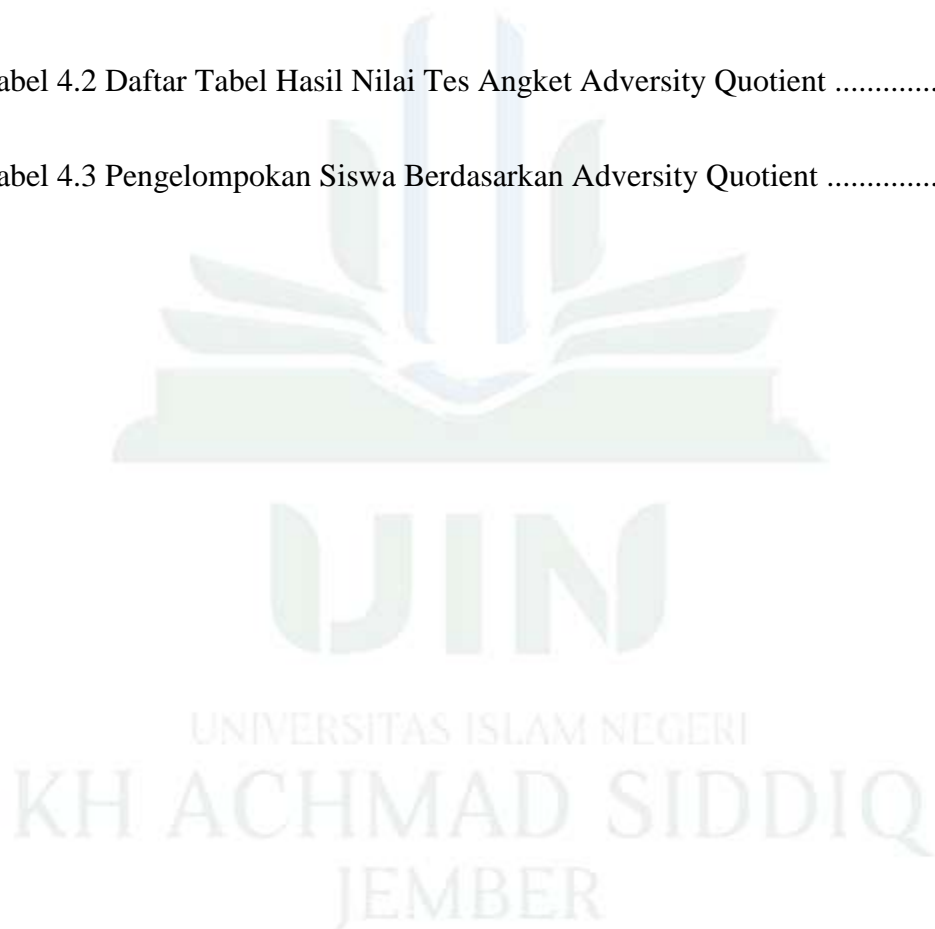 abel 4.2 Daftar Tabel Hasil Nilai Tes Angket Adversity Quotient .............
abel 4.3 Pengelompokan Siswa Berdasarkan Adversity Quotient ..............
UIN
UNIVERSITAS ISLAM NEGERI
KH ACHMAD SIDDIQ
JEMBER